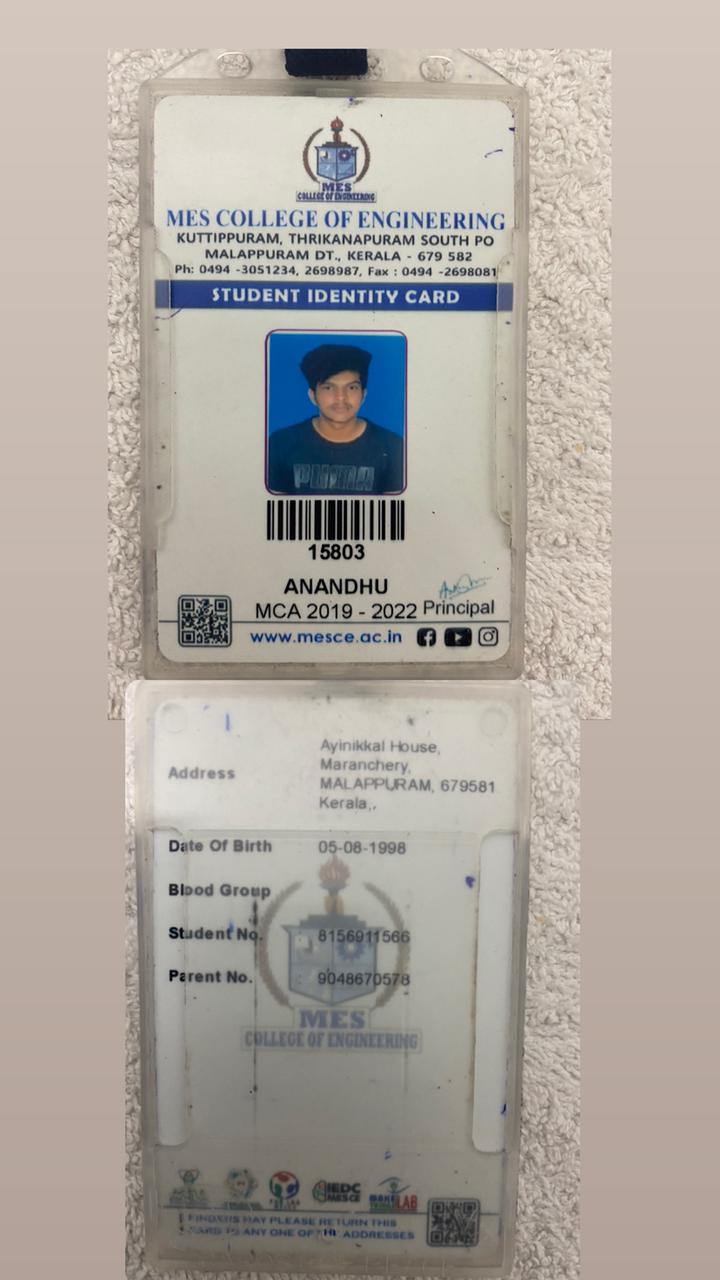 MES
COLLEGE OF ENGINEERING
MES COLLEGE OF ENGINEERING
KUTTIPPURAM, THRIKANAPURAM SOUTH PO
MALAPPURAM DT., KERALA - 679 582
Ph: 0494 -3051234, 2698987, Fax : 0494 -2698081
STUDENT IDENTITY CARD
PUMA
15803
ANANDHU
MCA 2019 - 2022 Principal
www.mesce.ac.in
Address Ayinikkal House,
Maranchery,
MALAPPURAM, 679581
Kerala,.
Date Of Birth 05-08-1998
Blood Group
Student No. 8156911566
Parent No. 9048670578
MES
COLLEGE OF ENGINEERING
IEDC
MESCE
LAB
FINDERS MAY PLEASE RETURN THIS
CARD TO ANY ONE OF THE ADDRESSES